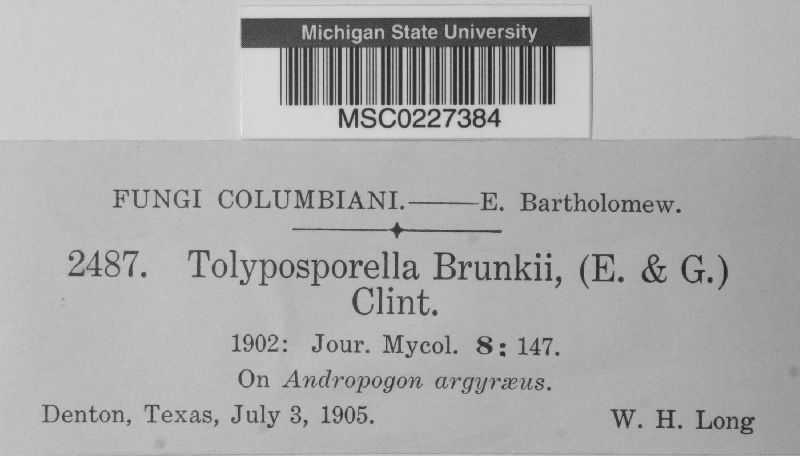 Michigan State University
MSC0227384
FUNGI COLUMBIANI.——E. Bartholomew.
2487. Tolyposporella Brunkii, (E. & G.)
Clint.
1902: Jour. Mycol. 8: 147.
On Andropogon argyræus.
Denton, Texas, July 3, 1905. W. H. Long